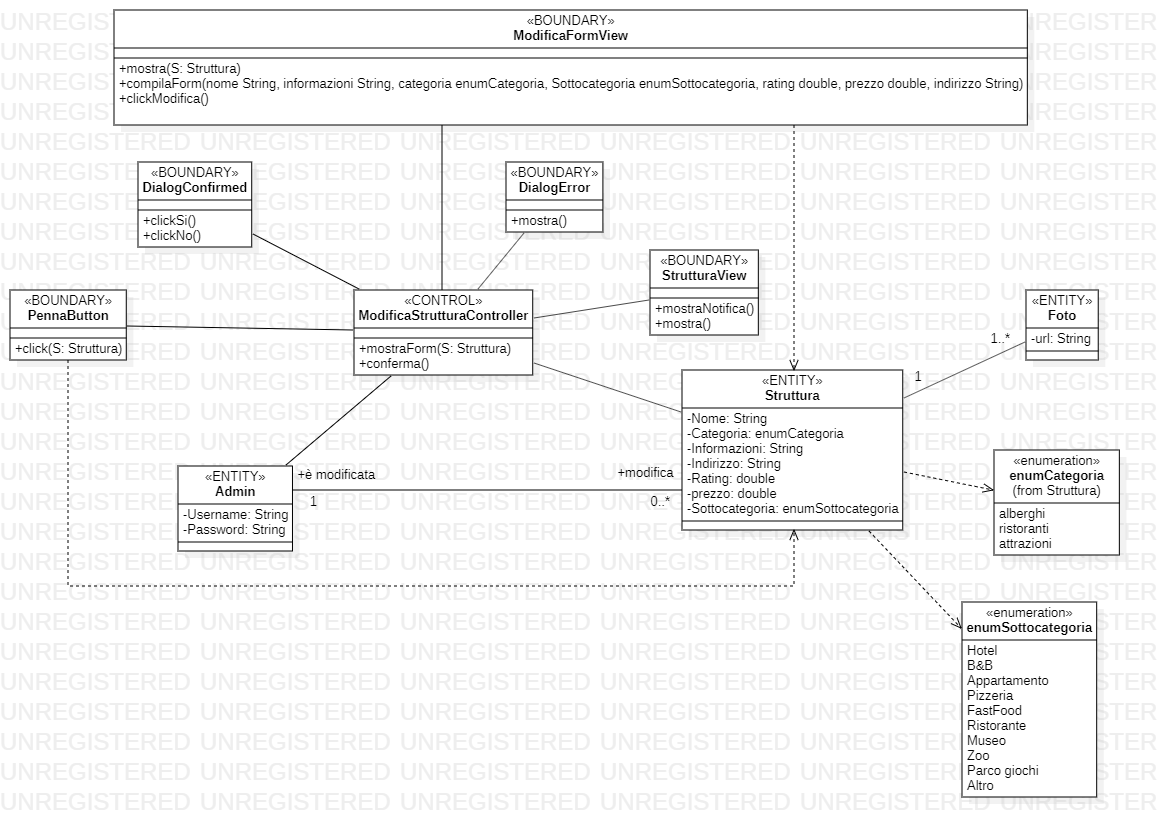 «BOUNDARY»
ModificaFormView
+mostra(S: Struttura)
+compilaForm(nome String, informazioni String, categoria enumCategoria, Sottocategoria enumSottocategoria, rating double, prezzo double, indirizzo String)
+clickModifica()
«BOUNDARY»
DialogConfirmed
+clickSi()
+clickNo()
«BOUNDARY»
DialogError
+mostra()
«BOUNDARY»
StrutturaView
+mostraNotifica()
+mostra()
«BOUNDARY»
PennaButton
+click(S: Struttura)
«CONTROL»
ModificaStrutturaController
+mostraForm(S: Struttura)
+conferma()
«ENTITY»
Foto
-url: String
1..*
1
«ENTITY»
Struttura
-Nome: String
-Categoria: enumCategoria
-Informazioni: String
-Indirizzo: String
-Rating: double
-prezzo: double
-Sottocategoria: enumSottocategoria
«ENTITY»
Admin
-Username: String
-Password: String
+è modificata
1
+modifica
0..*
«enumeration»
enumCategoria
(from Struttura)
alberghi
ristoranti
attrazioni
«enumeration»
enumSottocategoria
Hotel
B&B
Appartamento
Pizzeria
FastFood
Ristorante
Museo
Zoo
Parco giochi
Altro
UNREGISTERED